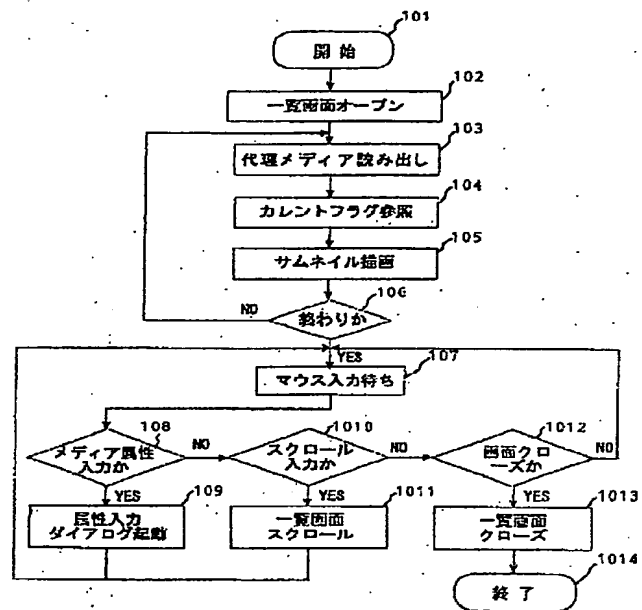 101
開始
102
一覧画面オープン
103
代理メディア読み出し
104
カレントフラグ参照
105
サムネイル描画
106
終わりか
NO
YES
107
マウス入力待ち
108
メディア属性
入力か
NO
YES
1010
スクロール
入力か
NO
YES
1012
画面クロ
ーズか
NO
YES
109
属性入力
ダイアログ起動
1011
一覧画面
スクロール
1013
一覧画面
クローズ
1014
終了